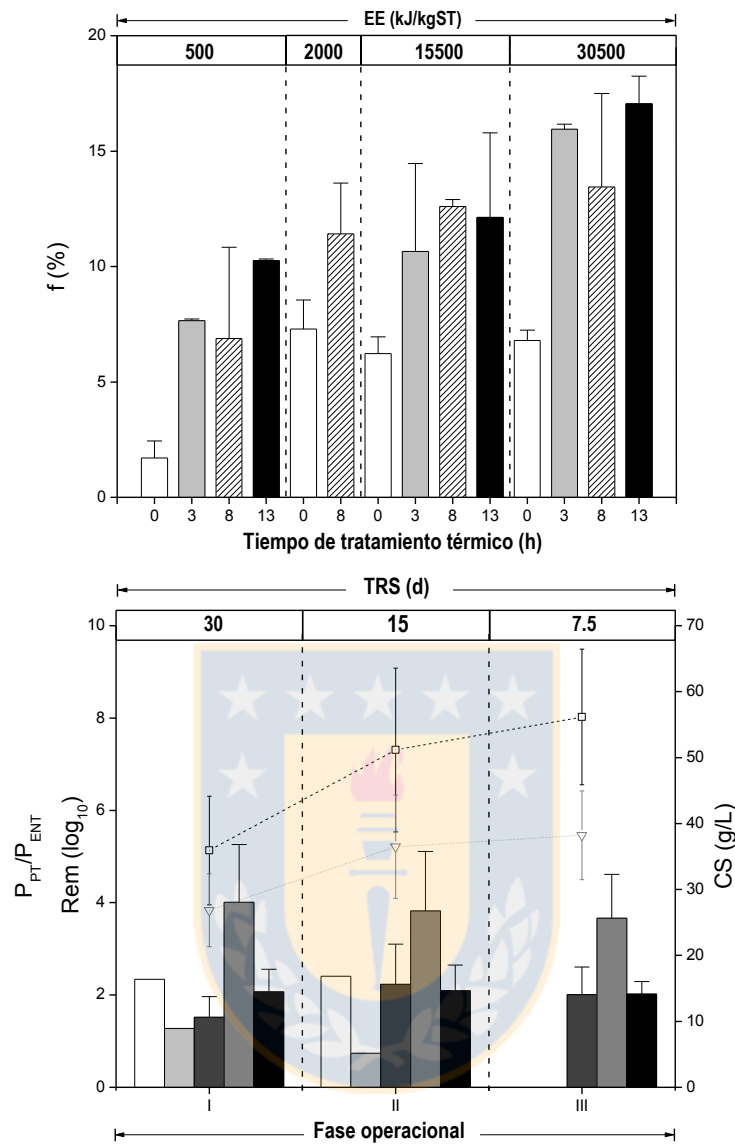 EE (kJ/kgST)
500 2000 15500 30500
20
15
10
5
0
f (%)
0 3 8 13 0 8 0 3 8 13 0 3 8 13
Tiempo de tratamiento térmico (h)
TRS (d)
30 15 7.5
10
8
6
4
2
0
P_PT/P_ENT
Rem (log10)
70
60
50
40
30
20
10
0
CS (g/L)
I II III
Fase operacional